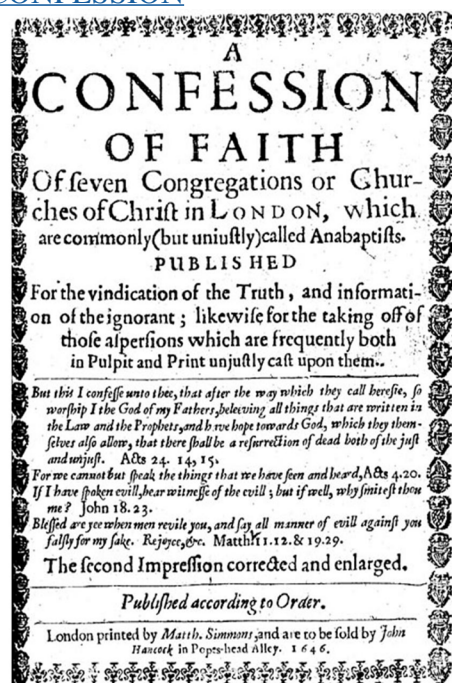 CONFESSION
A
CONFESSION
OF FAITH
Of ſeven Congregations or Chur-
ches of Chriſt in LONDON, which
are commonly (but uniuſtly) called Anabaptiſts.
PUBLISHED
For the vindication of the Truth, and informati-
on of the ignorant; likewiſe for the taking off of
thoſe aſperſions which are frequently both
in Pulpit and Print unjuſtly caſt upon them.
But this I confeſſe unto thee, that after the way which they call hereſie, ſo
worſhip I the God of my Fathers, beleeving all things that are written in
the Law and the Prophets, and have hope towards God, which they them-
ſelves alſo allow, that there ſhall be a reſurrection of dead both of the juſt
and unjuſt. Acts 24. 14, 15.
For we cannot but ſpeak the things that we have ſeen and heard, Acts 4.20.
If I have ſpoken evill, bear witneſſe of the evill; but if well, why ſmiteſt thou
me? John 18.23.
Bleſſed are yee when men revile you, and ſay all manner of evill againſt you
falſly for my ſake. Rejoyce, &c. Matth. 11.12. & 19.29.
The ſecond Impreſſion corrected and enlarged.
Publiſhed according to Order.
London printed by Matth. Simmons, and are to be ſold by John
Hancock in Popes-head Alley. 1646.